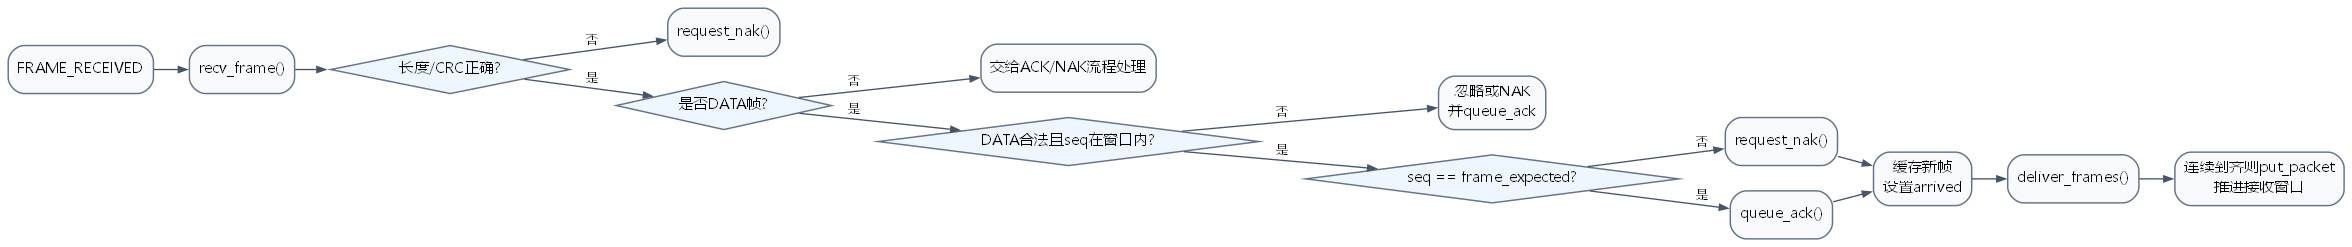 FRAME_RECEIVED
recv_frame()
长度/CRC正确?
否
request_nak()
是
是否DATA帧?
否
交给ACK/NAK流程处理
是
DATA合法且seq在窗口内?
否
忽略或NAK
并queue_ack
是
seq == frame_expected?
否
request_nak()
是
queue_ack()
缓存新帧
设置arrived
deliver_frames()
连续到齐则put_packet
推进接收窗口